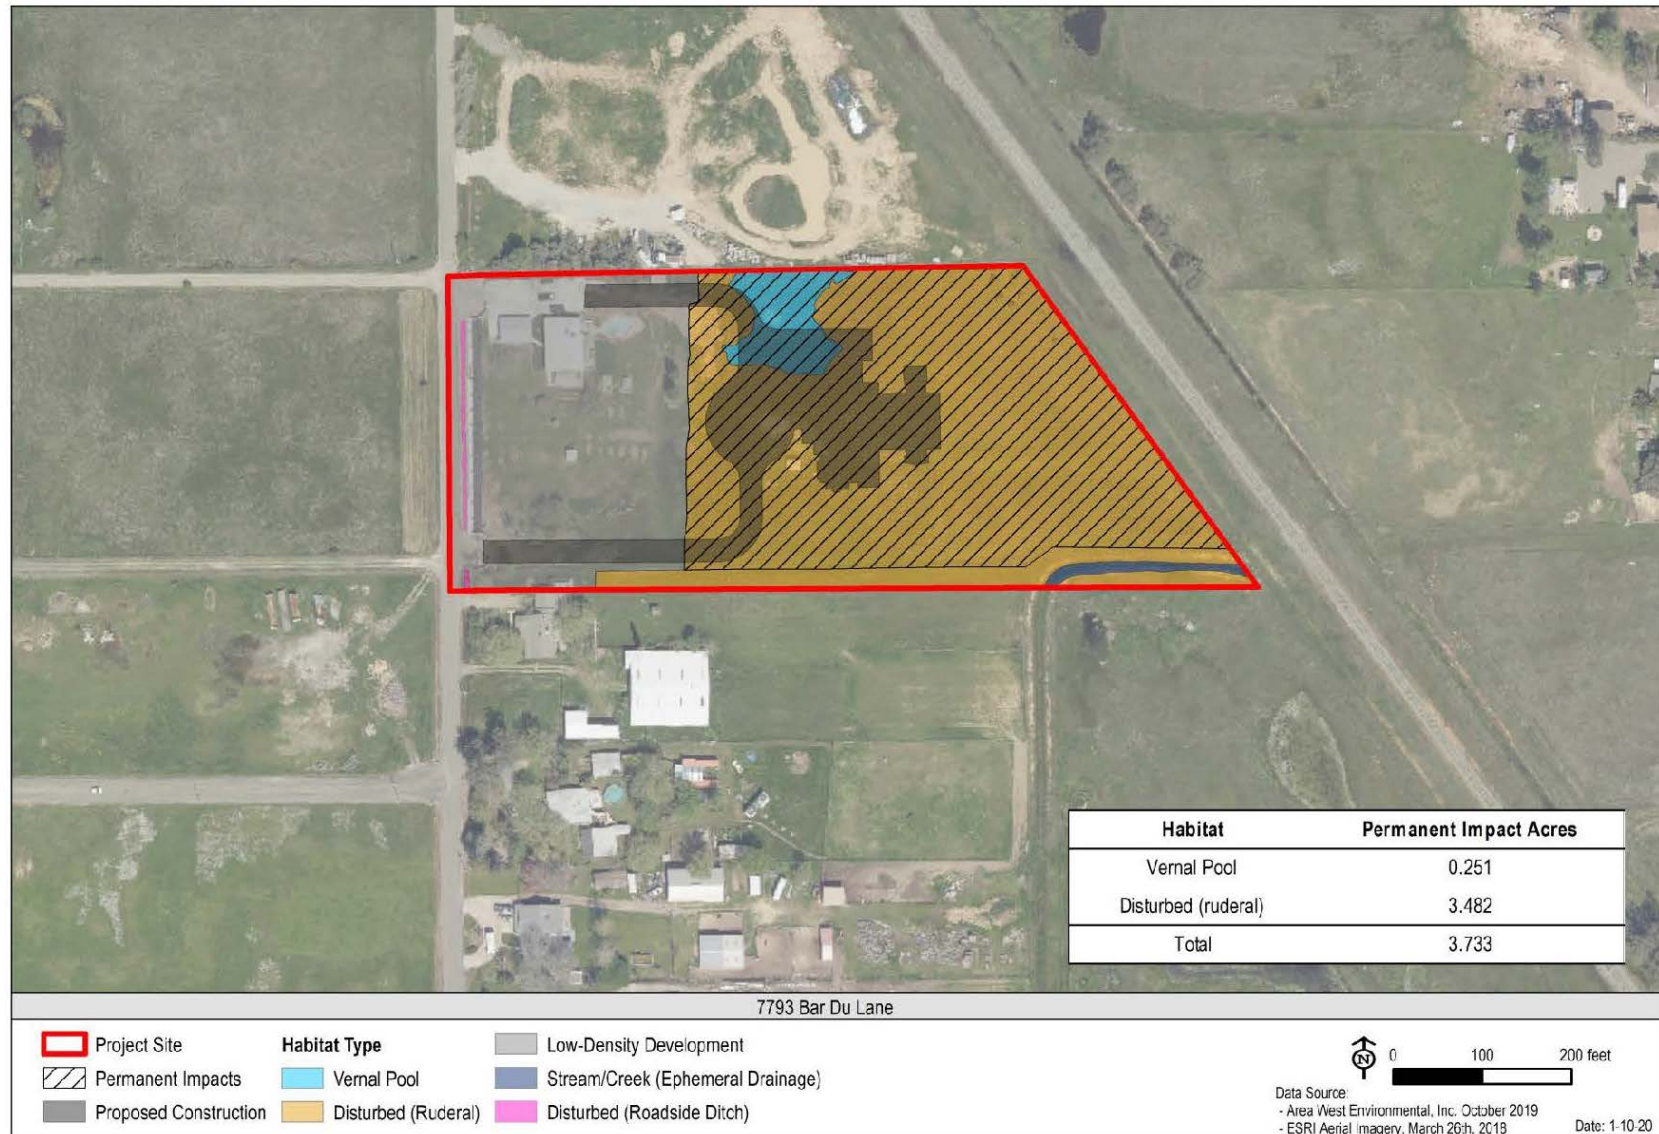 Habitat Permanent Impact Acres
Vernal Pool 0.251
Disturbed (ruderal) 3.482
Total 3.733
7793 Bar Du Lane
Project Site
Permanent Impacts
Proposed Construction
Habitat Type
Vernal Pool
Disturbed (Ruderal)
Low-Density Development
Stream/Creek (Ephemeral Drainage)
Disturbed (Roadside Ditch)
N
0 100 200 feet
Data Source:
- Area West Environmental, Inc. October 2019
- ESRI Aerial Imagery, March 26th, 2018
Date: 1-10-20